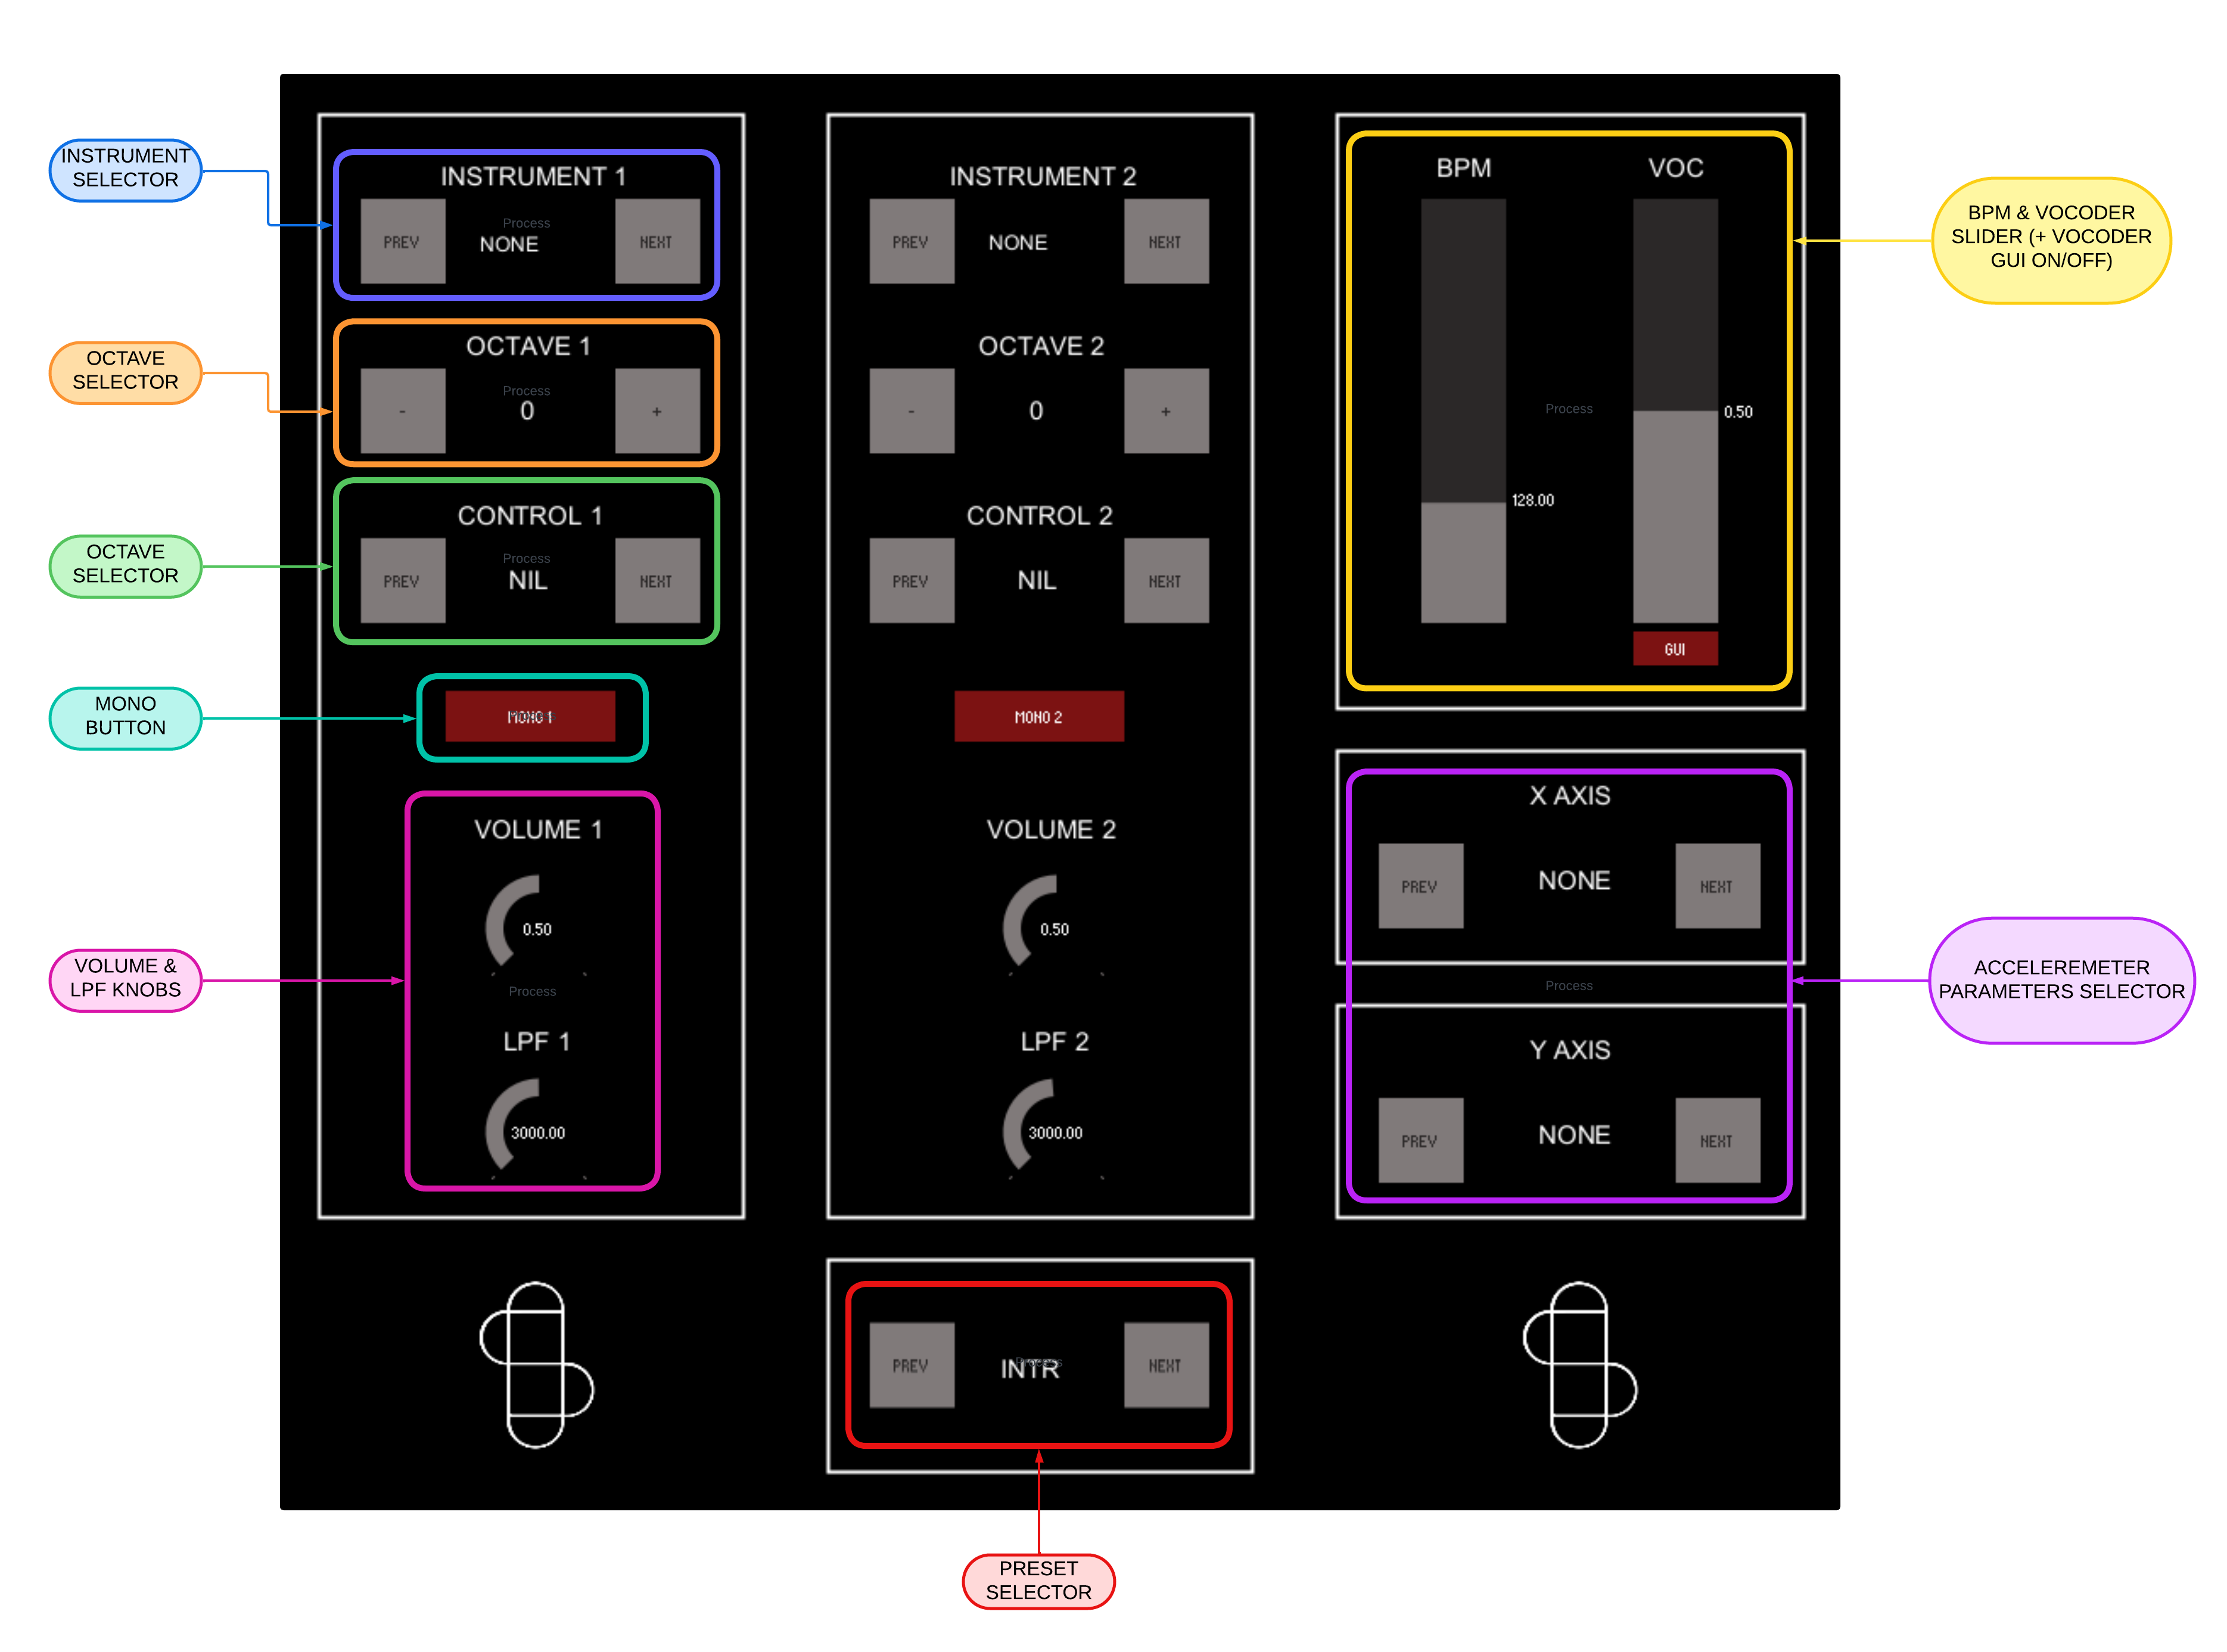 INSTRUMENT
SELECTOR
OCTAVE
SELECTOR
OCTAVE
SELECTOR
MONO
BUTTON
VOLUME &
LPF KNOBS
INSTRUMENT 1
PREV
Process
NONE
NEXT
OCTAVE 1
-
Process
0
+
CONTROL 1
PREV
Process
NIL
NEXT
MONO 1
Process
VOLUME 1
0.50
Process
LPF 1
3000.00
INSTRUMENT 2
PREV
NONE
NEXT
OCTAVE 2
-
0
+
CONTROL 2
PREV
NIL
NEXT
MONO 2
VOLUME 2
0.50
LPF 2
3000.00
PREV
Process
INTR
NEXT
PRESET
SELECTOR
BPM
VOC
Process
0.50
128.00
GUI
X AXIS
PREV
NONE
NEXT
Process
Y AXIS
PREV
NONE
NEXT
BPM & VOCODER
SLIDER (+ VOCODER
GUI ON/OFF)
ACCELEREMETER
PARAMETERS SELECTOR